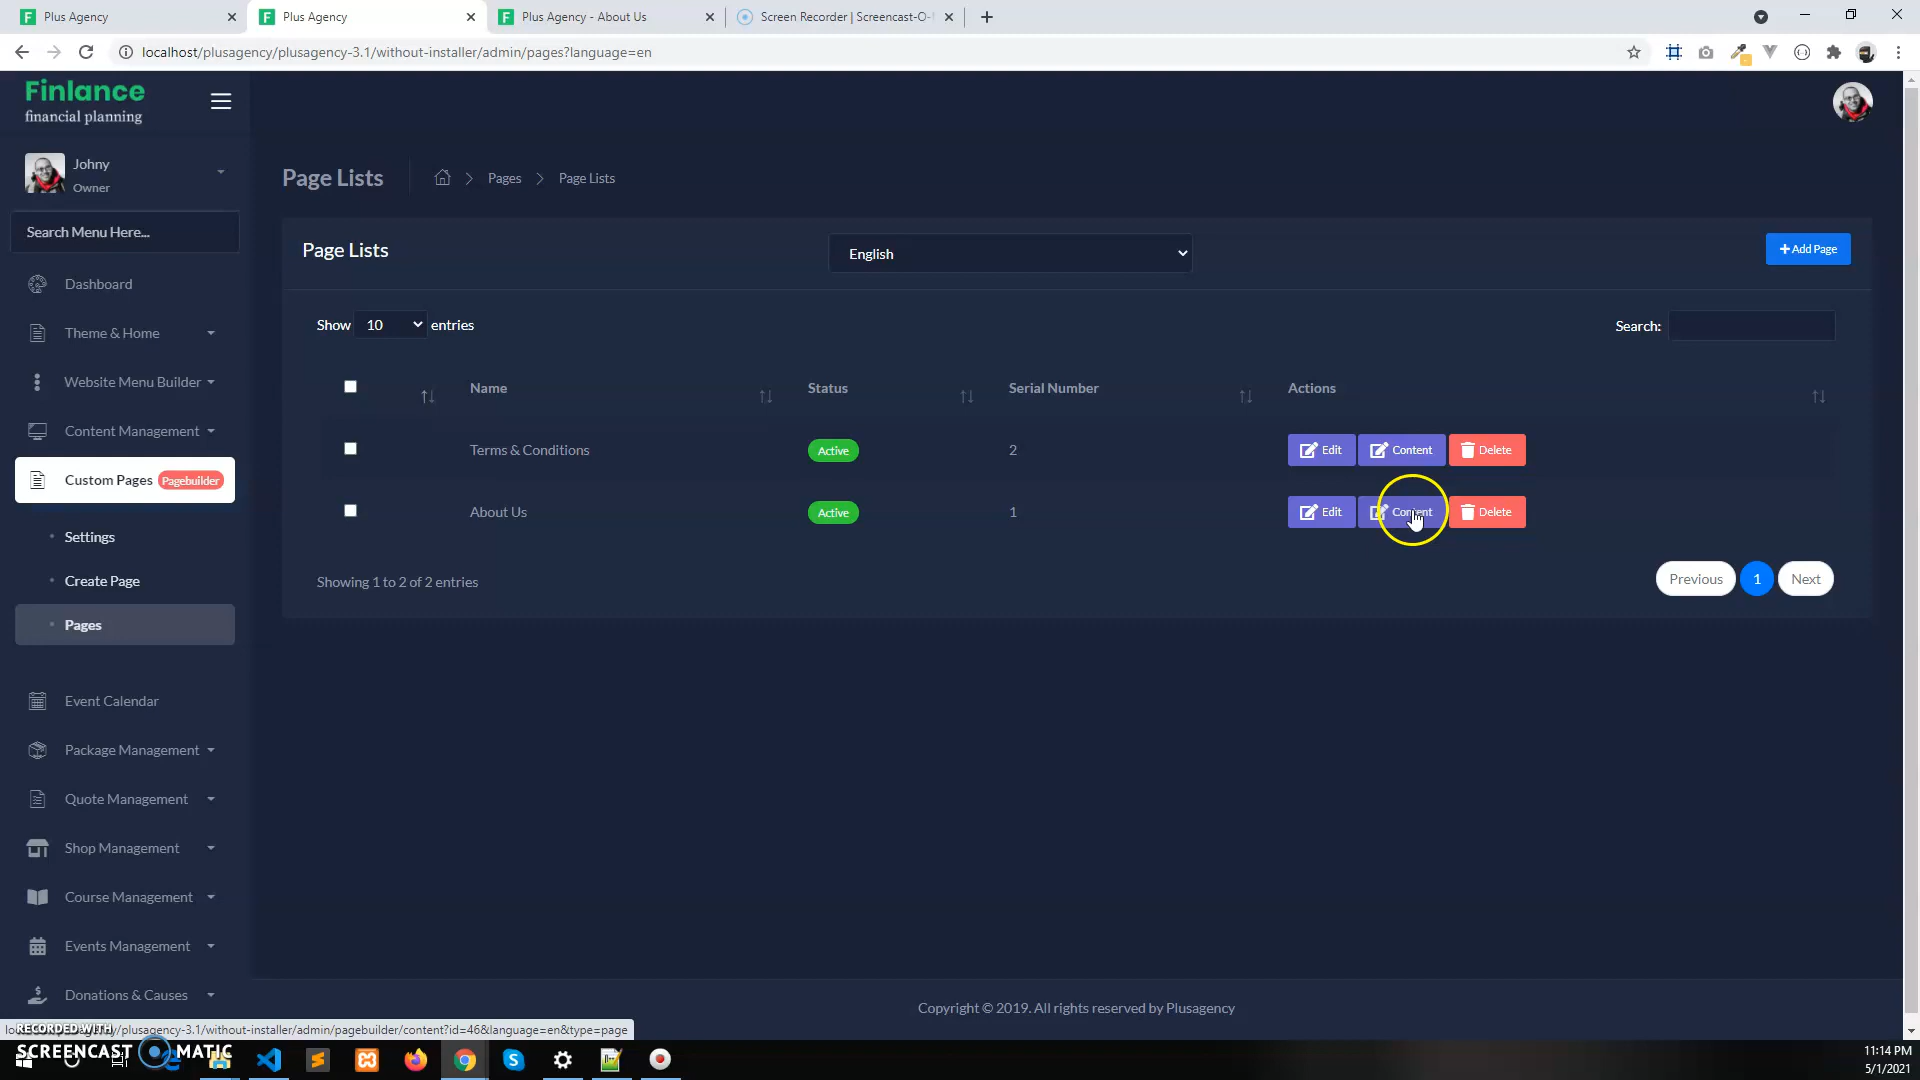 Plus Agency
Plus Agency
Plus Agency - About Us
Screen Recorder | Screencast-O-
localhost/plusagency/plusagency-3.1/without-installer/admin/pages?language=en
Finlance
financial planning
Johny
Owner
Search Menu Here...
Dashboard
Theme & Home
Website Menu Builder
Content Management
Custom Pages Pagebuilder
Settings
Create Page
Pages
Event Calendar
Package Management
Quote Management
Shop Management
Course Management
Events Management
Donations & Causes
Page Lists
Pages
Page Lists
Page Lists
English
Add Page
Show 10 entries
Search:
Name Status Serial Number Actions
Terms & Conditions Active 2 Edit Content Delete
About Us Active 1 Edit Content Delete
Showing 1 to 2 of 2 entries
Previous 1 Next
Copyright © 2019. All rights reserved by Plusagency
/plusagency-3.1/without-installer/admin/pagebuilder/content?id=46&language=en&type=page
RECORDED WITH
SCREENCAST MATIC
11:14 PM
5/1/2021